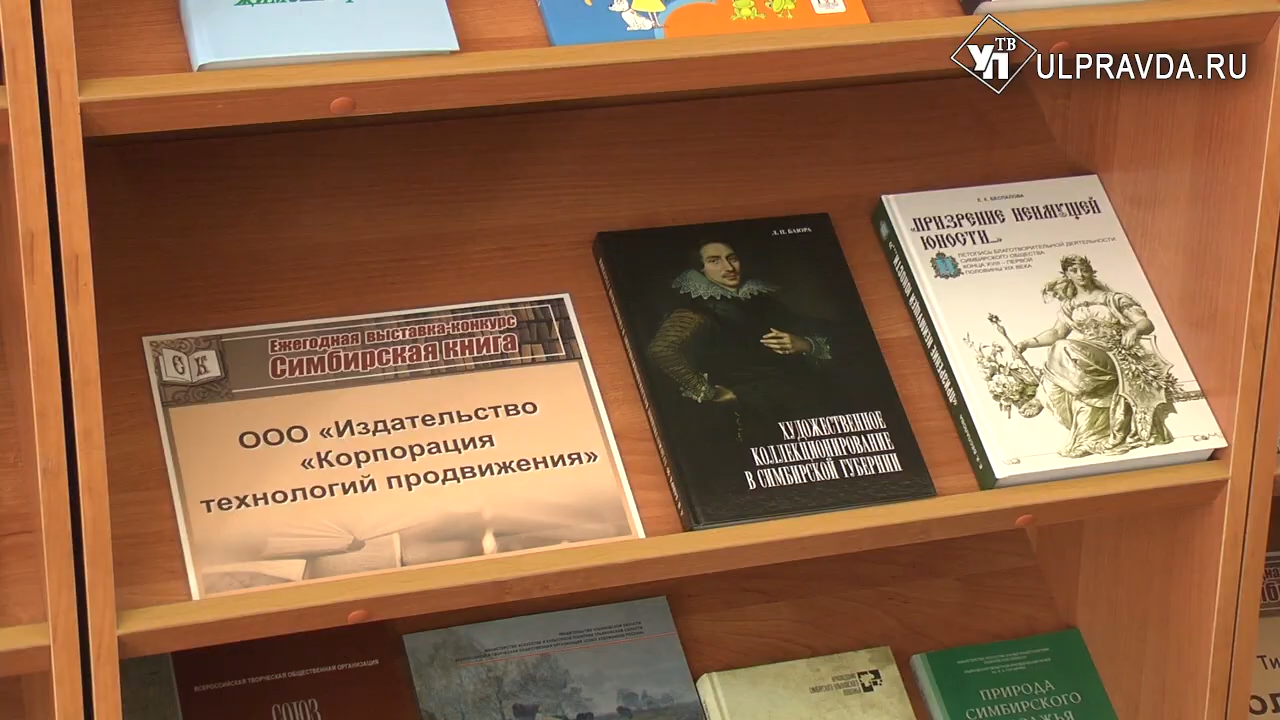 УП ТВ
ULPRAVDA.RU
Ежегодная выставка-конкурс
Симбирская книга
С К
ООО «Издательство
«Корпорация
технологий продвижения»
Л. П. БАЮРА
ХУДОЖЕСТВЕННОЕ
КОЛЛЕКЦИОНИРОВАНИЕ
В СИМБИРСКОЙ ГУБЕРНИИ
Е. К. БЕСПАЛОВА
«ПРИЗРЕНИЕ НЕИМУЩЕЙ
ЮНОСТИ...»
ЛЕТОПИСЬ БЛАГОТВОРИТЕЛЬНОЙ ДЕЯТЕЛЬНОСТИ
СИМБИРСКОГО ОБЩЕСТВА
КОНЦА XVIII – ПЕРВОЙ
ПОЛОВИНЫ XIX ВЕКА
ВСЕРОССИЙСКАЯ ТВОРЧЕСКАЯ ОБЩЕСТВЕННАЯ ОРГАНИЗАЦИЯ
СОЮЗ
ПРИРОДА
СИМБИРСКОГО